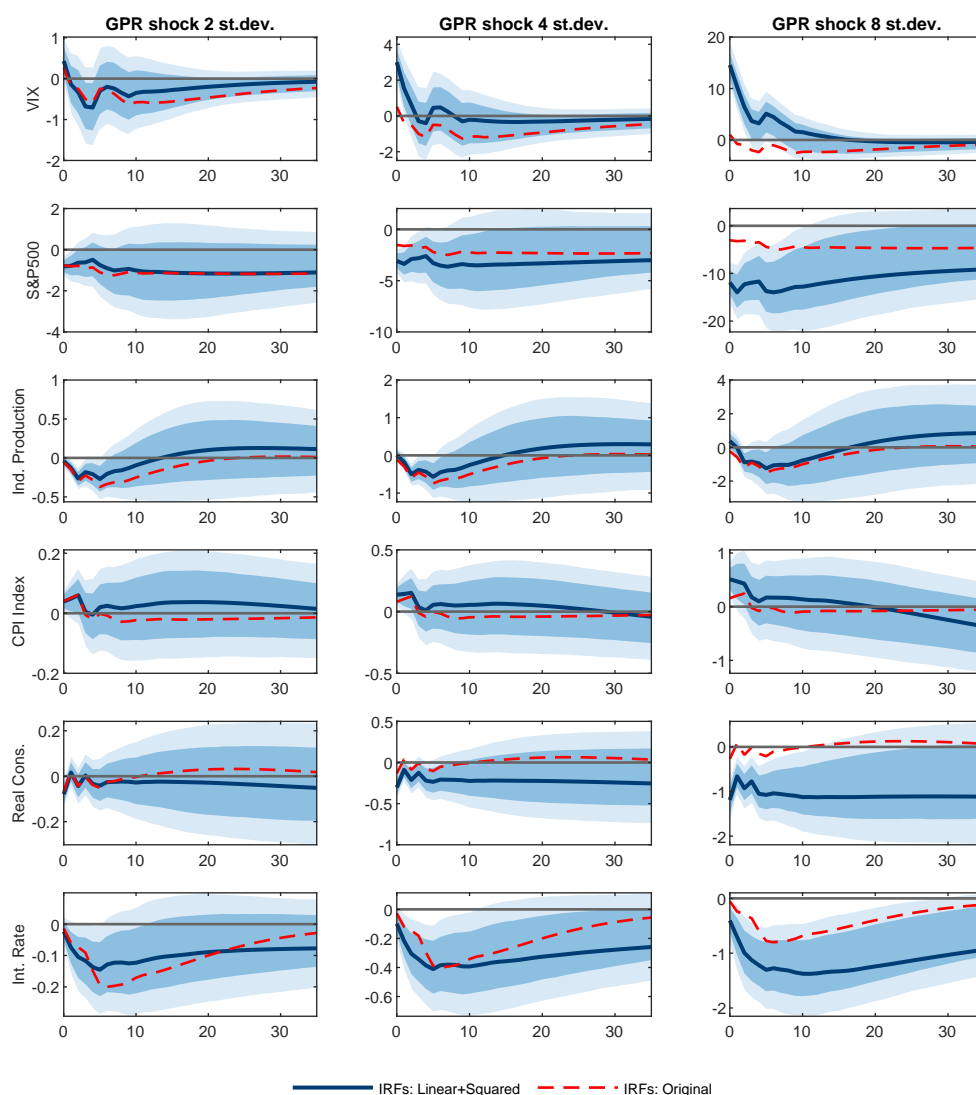 GPR shock 2 st.dev. GPR shock 4 st.dev. GPR shock 8 st.dev.
VIX
1
0
-1
-2
0 10 20 30
4
2
0
-2
0 10 20 30
20
10
0
0 10 20 30
S&P500
2
0
-2
-4
0 10 20 30
0
-5
-10
0 10 20 30
0
-10
-20
0 10 20 30
Ind. Production
1
0.5
0
-0.5
0 10 20 30
2
1
0
-1
0 10 20 30
4
2
0
-2
0 10 20 30
CPI Index
0.2
0
-0.2
0 10 20 30
0.5
0
-0.5
0 10 20 30
1
0
-1
0 10 20 30
Real Cons.
0.2
0
-0.2
0 10 20 30
0.5
0
-0.5
-1
0 10 20 30
0
-1
-2
0 10 20 30
Int. Rate
0
-0.1
-0.2
0 10 20 30
0
-0.2
-0.4
-0.6
0 10 20 30
0
-1
-2
0 10 20 30
IRFs: Linear+Squared IRFs: Original